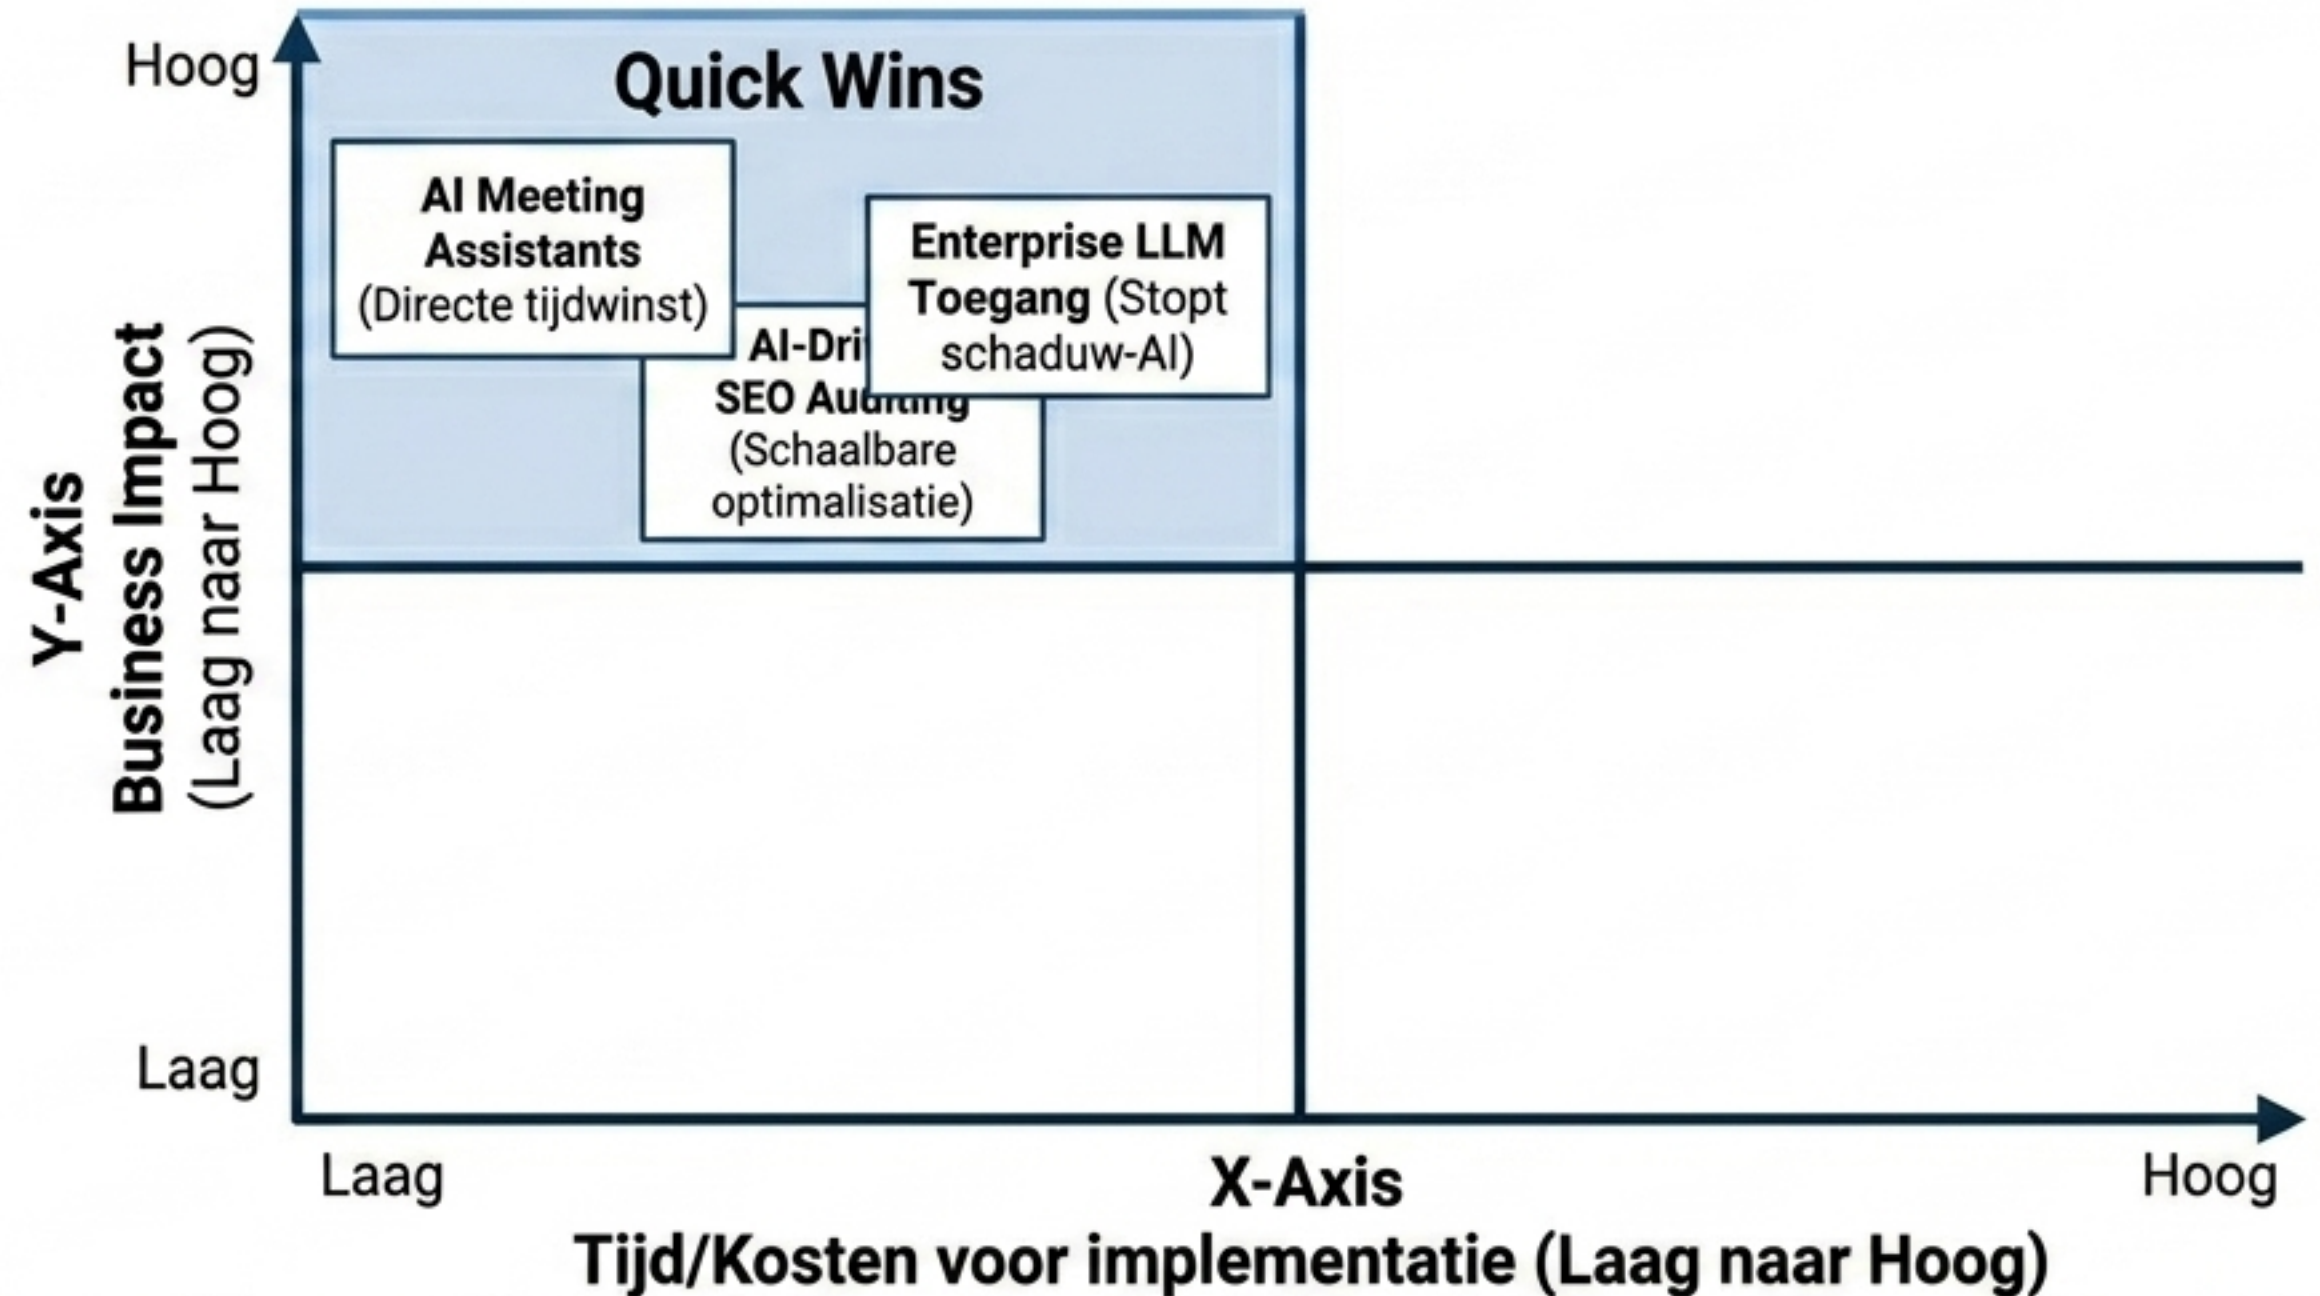 Hoog
Quick Wins
AI Meeting
Assistants
(Directe tijdwinst)
Enterprise LLM
Toegang (Stopt
schaduw-AI)
SEO Auditing
(Schaalbare
optimalisatie)
Y-Axis
Business Impact
(Laag naar Hoog)
Laag
Laag
X-Axis
Hoog
Tijd/Kosten voor implementatie (Laag naar Hoog)